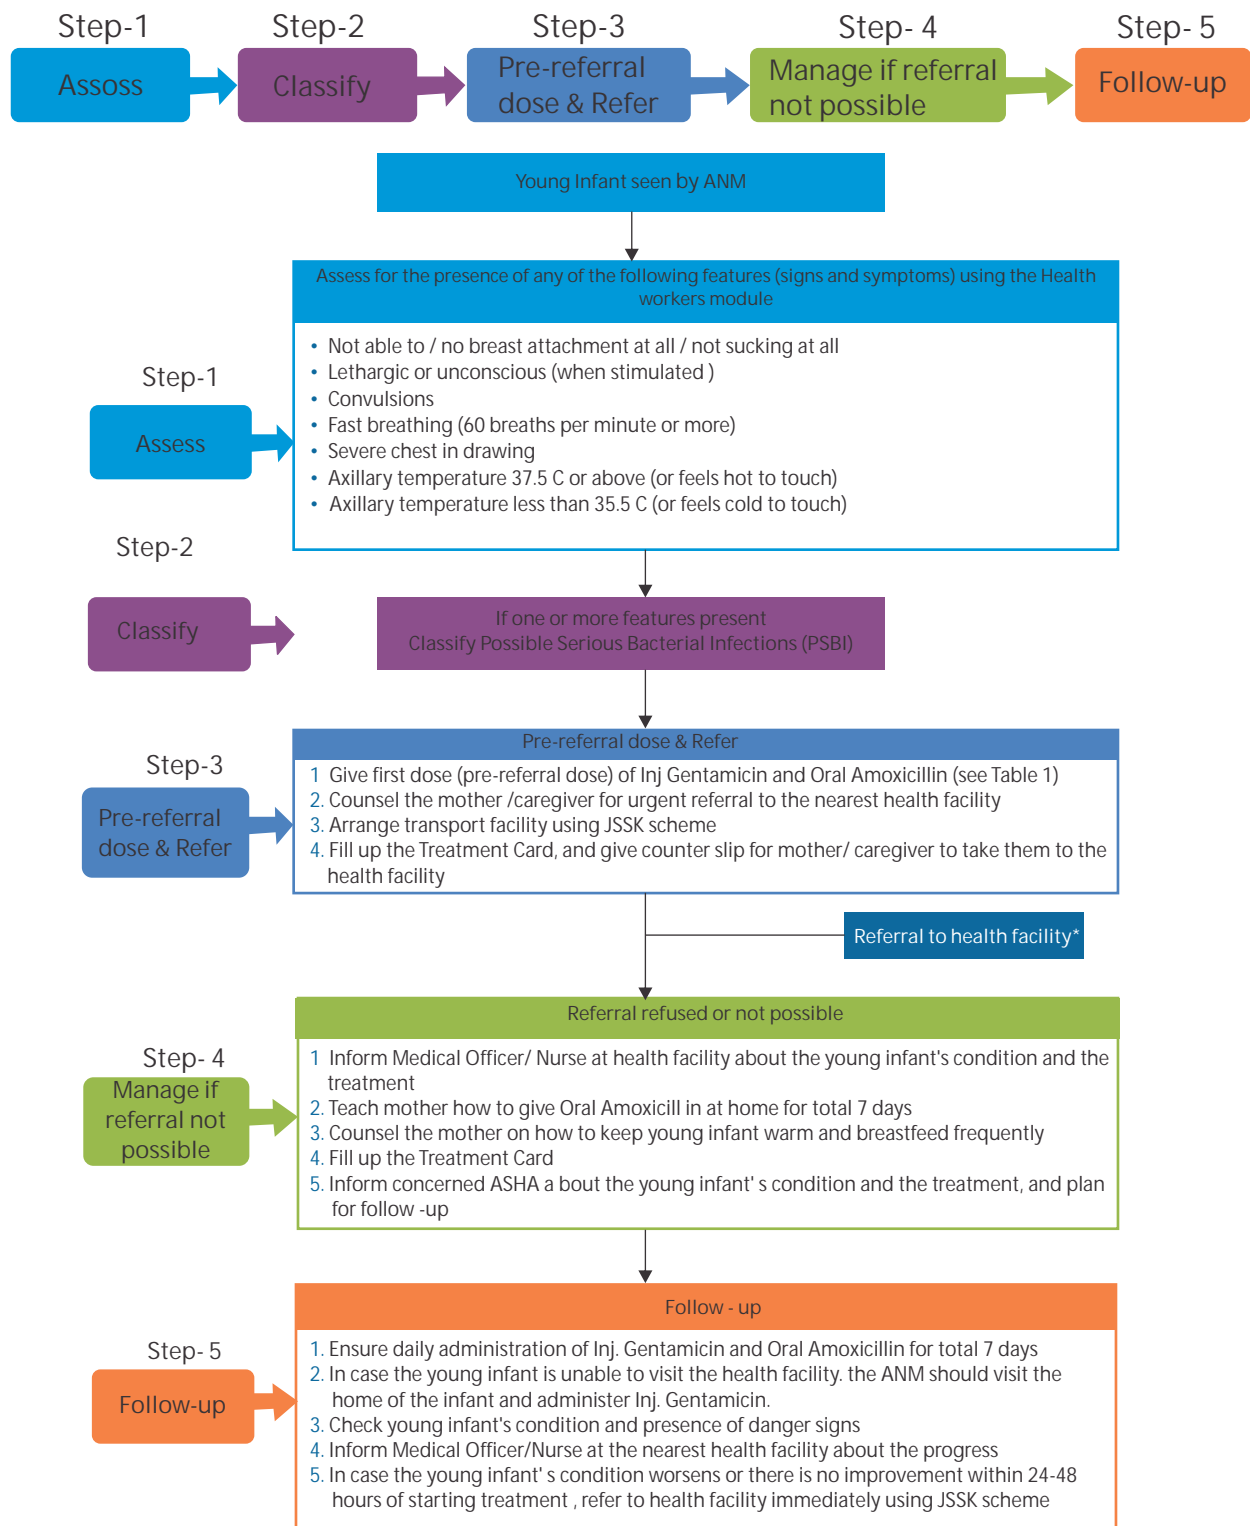 Step-1
Step-2
Step-3
Step- 4
Step- 5
Assoss
Classify
Pre-referral
dose & Refer
Manage if referral
not possible
Follow-up
Young Infant seen by ANM
Assess for the presence of any of the following features (signs and symptoms) using the Health
workers module
• Not able to / no breast attachment at all / not sucking at all
• Lethargic or unconscious (when stimulated )
• Convulsions
• Fast breathing (60 breaths per minute or more)
• Severe chest in drawing
• Axillary temperature 37.5 C or above (or feels hot to touch)
• Axillary temperature less than 35.5 C (or feels cold to touch)
Step-1
Assess
Step-2
Classify
If one or more features present
Classify Possible Serious Bacterial Infections (PSBI)
Step-3
Pre-referral
dose & Refer
Pre-referral dose & Refer
1 Give first dose (pre-referral dose) of Inj Gentamicin and Oral Amoxicillin (see Table 1)
2. Counsel the mother /caregiver for urgent referral to the nearest health facility
3. Arrange transport facility using JSSK scheme
4. Fill up the Treatment Card, and give counter slip for mother/ caregiver to take them to the
health facility
Referral to health facility*
Step- 4
Manage if
referral not
possible
Referral refused or not possible
1 Inform Medical Officer/ Nurse at health facility about the young infant's condition and the
treatment
2. Teach mother how to give Oral Amoxicill in at home for total 7 days
3. Counsel the mother on how to keep young infant warm and breastfeed frequently
4. Fill up the Treatment Card
5. Inform concerned ASHA a bout the young infant' s condition and the treatment, and plan
for follow -up
Step- 5
Follow-up
Follow - up
1. Ensure daily administration of Inj. Gentamicin and Oral Amoxicillin for total 7 days
2. In case the young infant is unable to visit the health facility. the ANM should visit the
home of the infant and administer Inj. Gentamicin.
3. Check young infant's condition and presence of danger signs
4. Inform Medical Officer/Nurse at the nearest health facility about the progress
5. In case the young infant' s condition worsens or there is no improvement within 24-48
hours of starting treatment , refer to health facility immediately using JSSK scheme